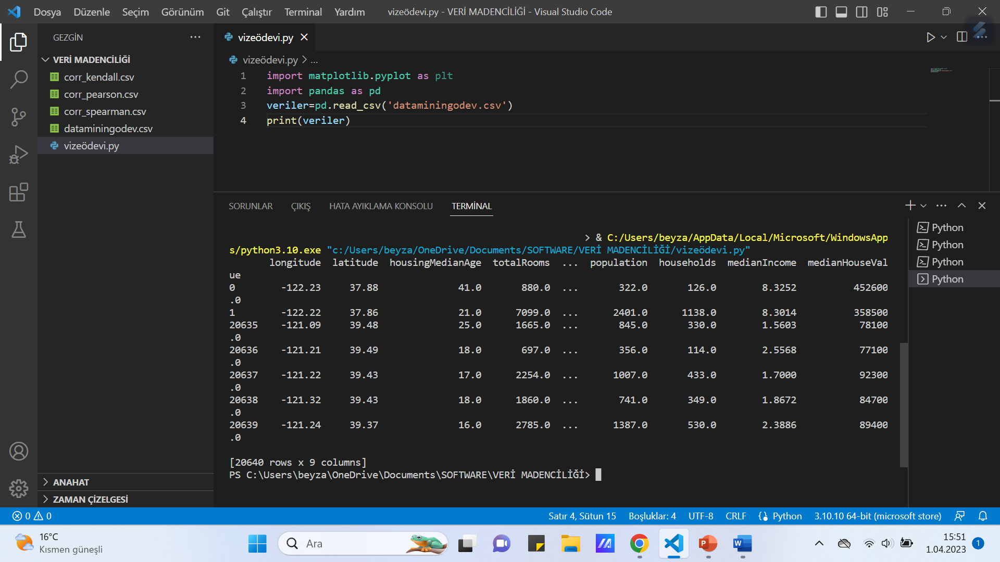 Dosya Düzenle Seçim Görünüm Git Çalıştır Terminal Yardım vizeödevi.py - VERİ MADENCİLİĞİ - Visual Studio Code
GEZGİN
VERİ MADENCİLİĞİ
corr_kendall.csv
corr_pearson.csv
corr_spearman.csv
dataminingodev.csv
vizeödevi.py
ANAHAT
ZAMAN ÇİZELGESİ
vizeödevi.py
vizeödevi.py > ...
1 import matplotlib.pyplot as plt
2 import pandas as pd
3 veriler=pd.read_csv('dataminingodev.csv')
4 print(veriler)
SORUNLAR ÇIKIŞ HATA AYIKLAMA KONSOLU TERMİNAL
> & C:/Users/beyza/AppData/Local/Microsoft/WindowsApp
s/python3.10.exe "c:/Users/beyza/OneDrive/Documents/SOFTWARE/VERİ MADENCİLİĞİ/vizeödevi.py"
longitude latitude housingMedianAge totalRooms ... population households medianIncome medianHouseVal
ue
0 -122.23 37.88 41.0 880.0 ... 322.0 126.0 8.3252 452600
.0
1 -122.22 37.86 21.0 7099.0 ... 2401.0 1138.0 8.3014 358500
20635 -121.09 39.48 25.0 1665.0 ... 845.0 330.0 1.5603 78100
.0
20636 -121.21 39.49 18.0 697.0 ... 356.0 114.0 2.5568 77100
.0
20637 -121.22 39.43 17.0 2254.0 ... 1007.0 433.0 1.7000 92300
.0
20638 -121.32 39.43 18.0 1860.0 ... 741.0 349.0 1.8672 84700
.0
20639 -121.24 39.37 16.0 2785.0 ... 1387.0 530.0 2.3886 89400
.0
[20640 rows x 9 columns]
PS C:\Users\beyza\OneDrive\Documents\SOFTWARE\VERİ MADENCİLİĞİ>
Python
Python
Python
Python
0 0 Satır 4, Sütun 15 Boşluklar: 4 UTF-8 CRLF Python 3.10.10 64-bit (microsoft store)
16°C
Kısmen güneşli
Ara
15:51
1.04.2023
1